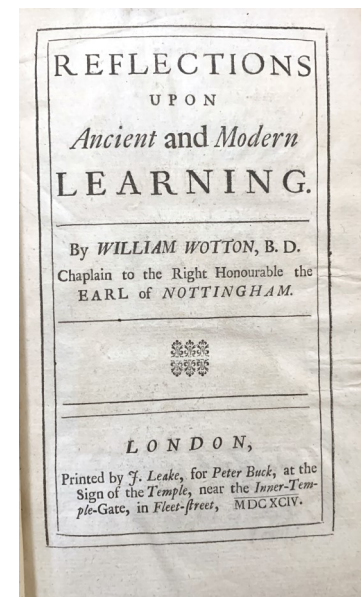 REFLECTIONS
UPON
Ancient and Modern
LEARNING.
By WILLIAM WOTTON, B. D.
Chaplain to the Right Honourable the
EARL of NOTTINGHAM.
LONDON,
Printed by J. Leake, for Peter Buck, at the
Sign of the Temple, near the Inner-Tem-
ple-Gate, in Fleet-ſtreet, MDCXCIV.